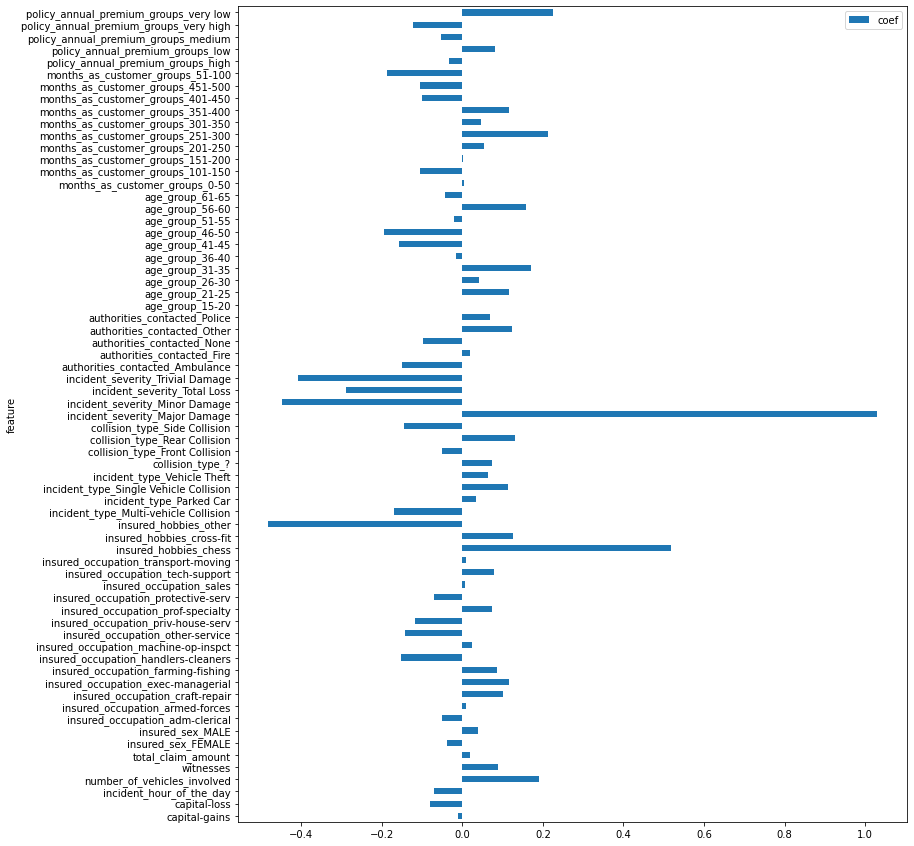 policy_annual_premium_groups_very low
policy_annual_premium_groups_very high
policy_annual_premium_groups_medium
policy_annual_premium_groups_low
policy_annual_premium_groups_high
months_as_customer_groups_51-100
months_as_customer_groups_451-500
months_as_customer_groups_401-450
months_as_customer_groups_351-400
months_as_customer_groups_301-350
months_as_customer_groups_251-300
months_as_customer_groups_201-250
months_as_customer_groups_151-200
months_as_customer_groups_101-150
months_as_customer_groups_0-50
age_group_61-65
age_group_56-60
age_group_51-55
age_group_46-50
age_group_41-45
age_group_36-40
age_group_31-35
age_group_26-30
age_group_21-25
age_group_15-20
authorities_contacted_Police
authorities_contacted_Other
authorities_contacted_None
authorities_contacted_Fire
authorities_contacted_Ambulance
incident_severity_Trivial Damage
incident_severity_Total Loss
incident_severity_Minor Damage
incident_severity_Major Damage
collision_type_Side Collision
collision_type_Rear Collision
collision_type_Front Collision
collision_type_?
incident_type_Vehicle Theft
incident_type_Single Vehicle Collision
incident_type_Parked Car
incident_type_Multi-vehicle Collision
insured_hobbies_other
insured_hobbies_cross-fit
insured_hobbies_chess
insured_occupation_transport-moving
insured_occupation_tech-support
insured_occupation_sales
insured_occupation_protective-serv
insured_occupation_prof-specialty
insured_occupation_priv-house-serv
insured_occupation_other-service
insured_occupation_machine-op-inspct
insured_occupation_handlers-cleaners
insured_occupation_farming-fishing
insured_occupation_exec-managerial
insured_occupation_craft-repair
insured_occupation_armed-forces
insured_occupation_adm-clerical
insured_sex_MALE
insured_sex_FEMALE
total_claim_amount
witnesses
number_of_vehicles_involved
incident_hour_of_the_day
capital-loss
capital-gains
feature
coef
−0.4 −0.2 0.0 0.2 0.4 0.6 0.8 1.0